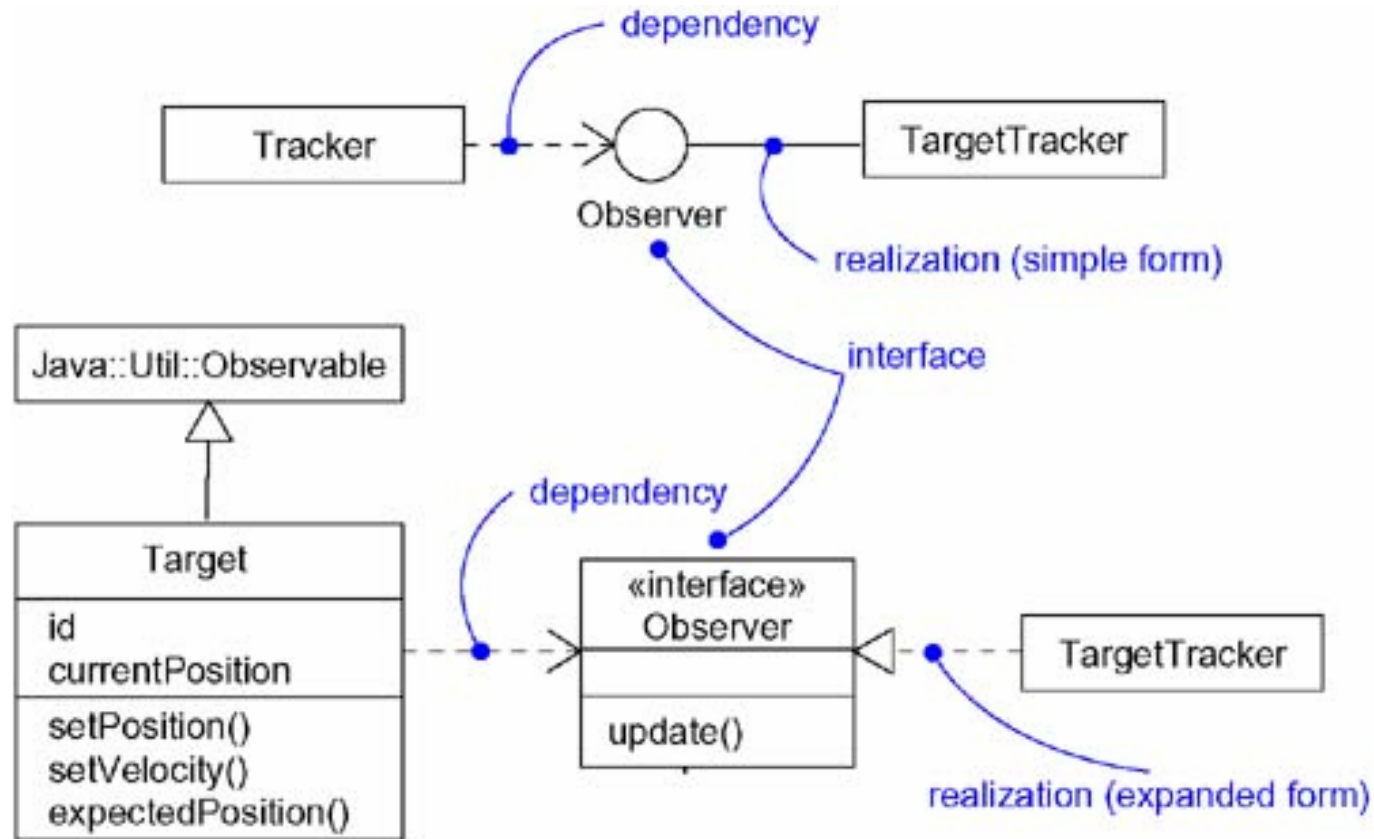 dependency
Tracker
TargetTracker
Observer
realization (simple form)
interface
Java::Util::Observable
dependency
Target
id
currentPosition
setPosition()
setVelocity()
expectedPosition()
«interface»
Observer
update()
TargetTracker
realization (expanded form)